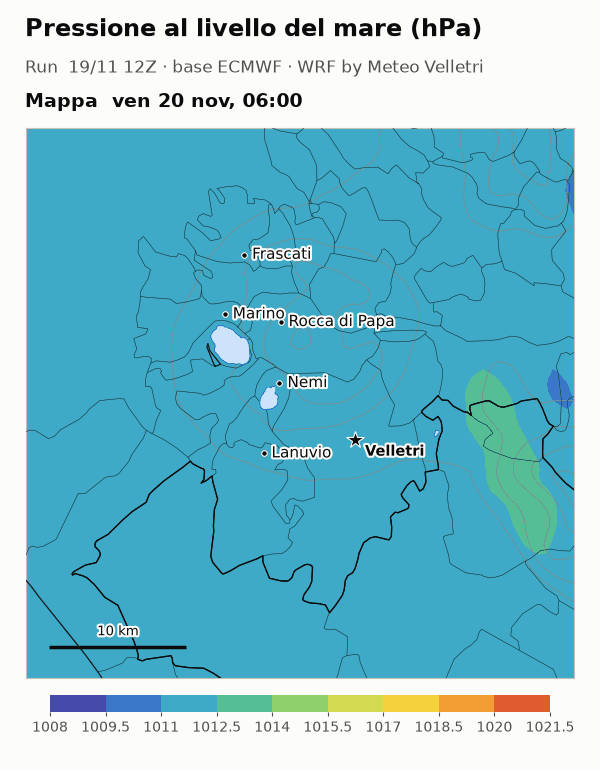 Pressione al livello del mare (hPa)
Run  19/11 12Z · base ECMWF · WRF by Meteo Velletri
Mappa  ven 20 nov, 06:00
Frascati
Marino
Rocca di Papa
Nemi
Velletri
Lanuvio
10 km
1008 1009.5 1011 1012.5 1014 1015.5 1017 1018.5 1020 1021.5